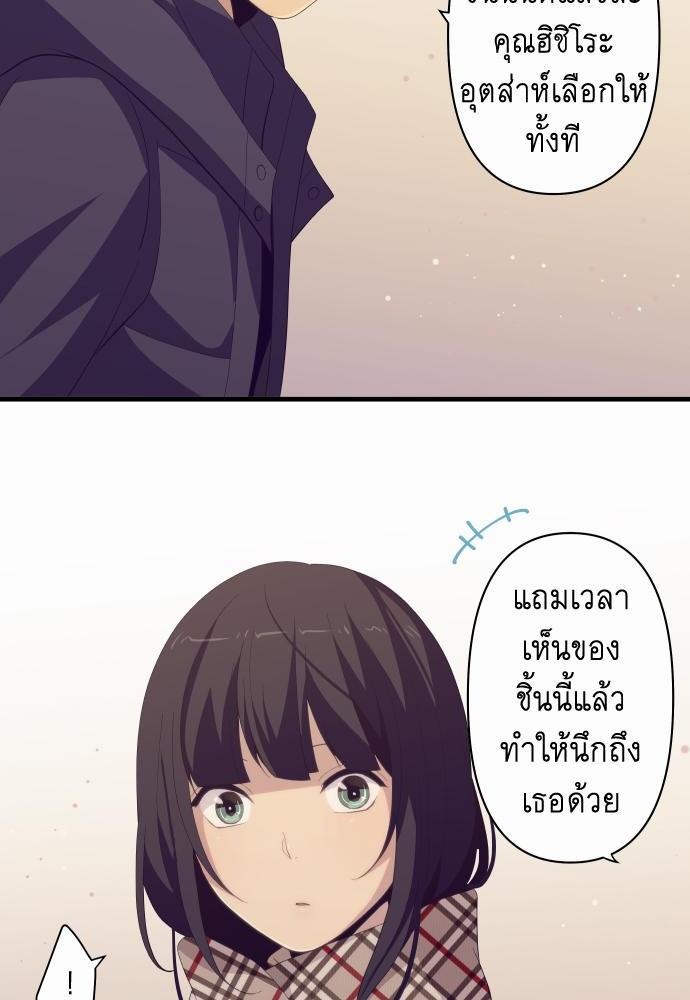 คุณฮิชิโระ
อุตส่าห์เลือกให้
ทั้งที
แถมเวลา
เห็นของ
ชิ้นนี้แล้ว
ทำให้นึกถึง
เธอด้วย
!